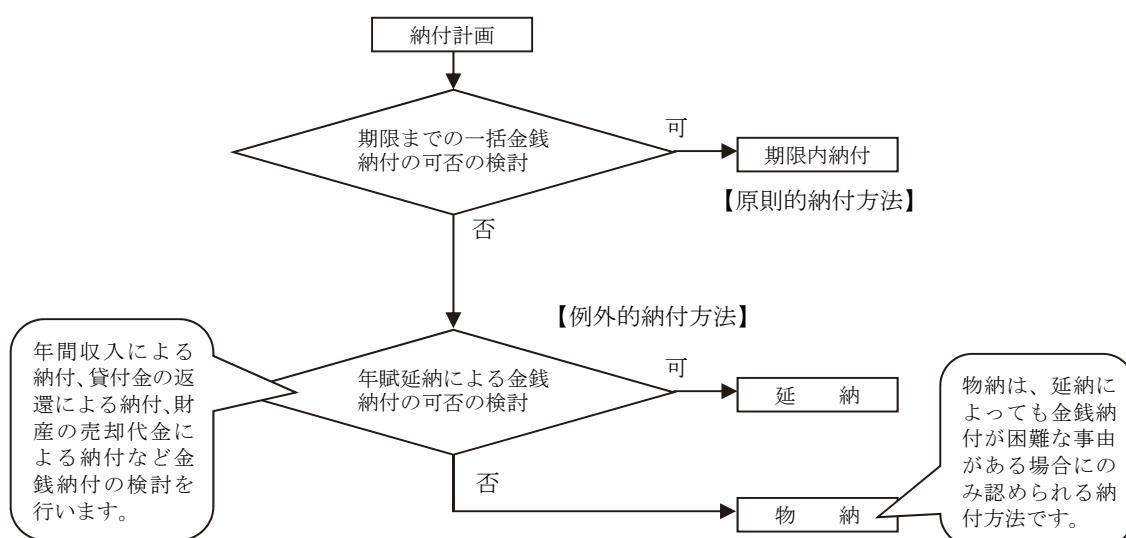 納付計画
期限までの一括金銭
納付の可否の検討
可
期限内納付
【原則的納付方法】
否
【例外的納付方法】
年間収入による
納付、貸付金の返
還による納付、財
産の売却代金に
よる納付など金
銭納付の検討を
行います。
年賦延納による金銭
納付の可否の検討
可
延　納
物納は、延納に
よっても金銭納
付が困難な事由
がある場合にの
み認められる納
付方法です。
否
物　納